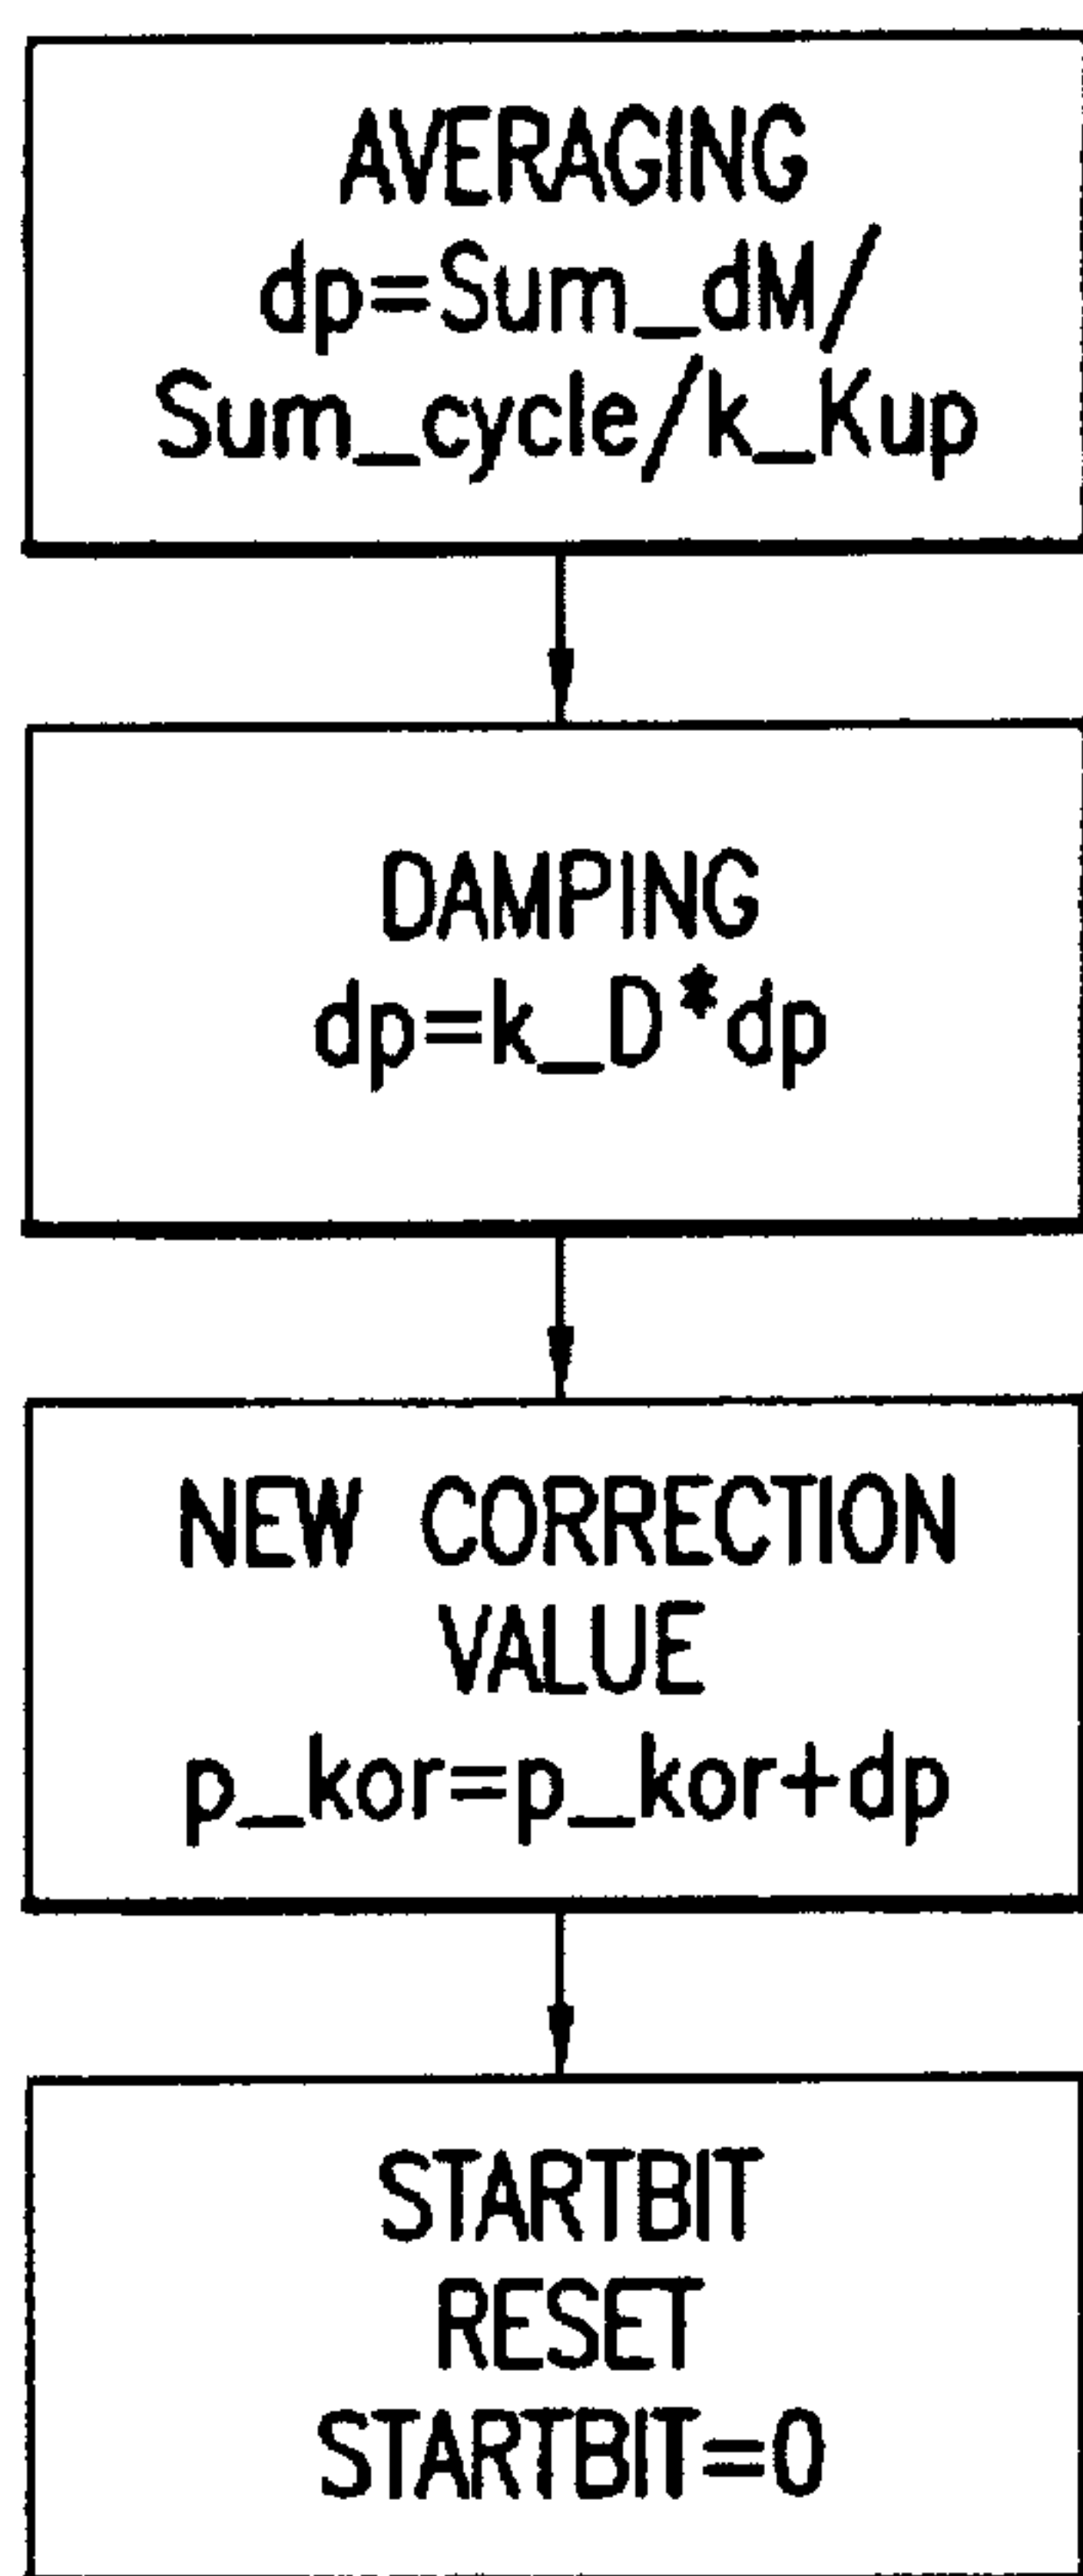 AVERAGING
dp=Sum_dM/
Sum_cycle/k_Kup
DAMPING
dp=k_D*dp
NEW CORRECTION
VALUE
p_kor=p_kor+dp
STARTBIT
RESET
STARTBIT=0